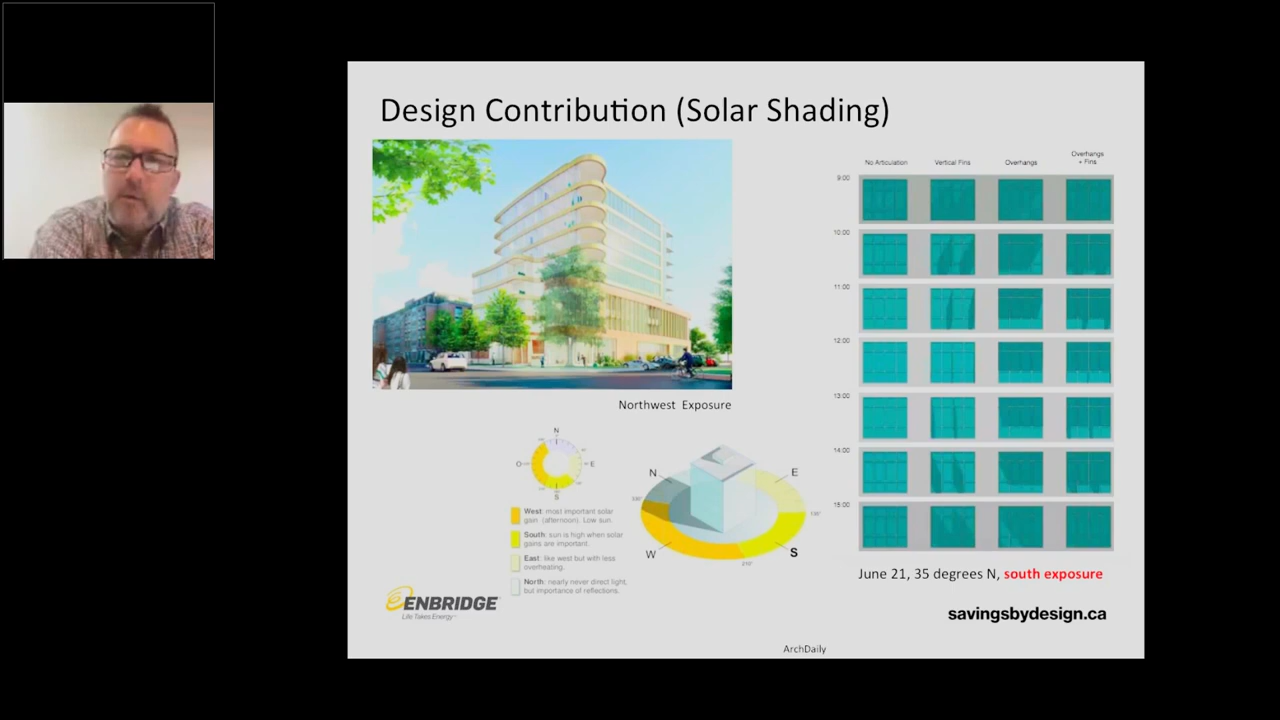 Design Contribution (Solar Shading)
Northwest Exposure
N
O
E
S
West: most important solar
gain (afternoon). Low sun.
South: sun is high when solar
gains are important.
East: like west but with less
overheating.
North: nearly never direct light,
but importance of reflections.
N
E
W
S
210°
ENBRIDGE
Life Takes Energy
No Articulation
Vertical Fins
Overhangs
Overhangs
+ Fins
9:00
10:00
11:00
12:00
13:00
14:00
15:00
June 21, 35 degrees N, south exposure
savingsbydesign.ca
ArchDaily